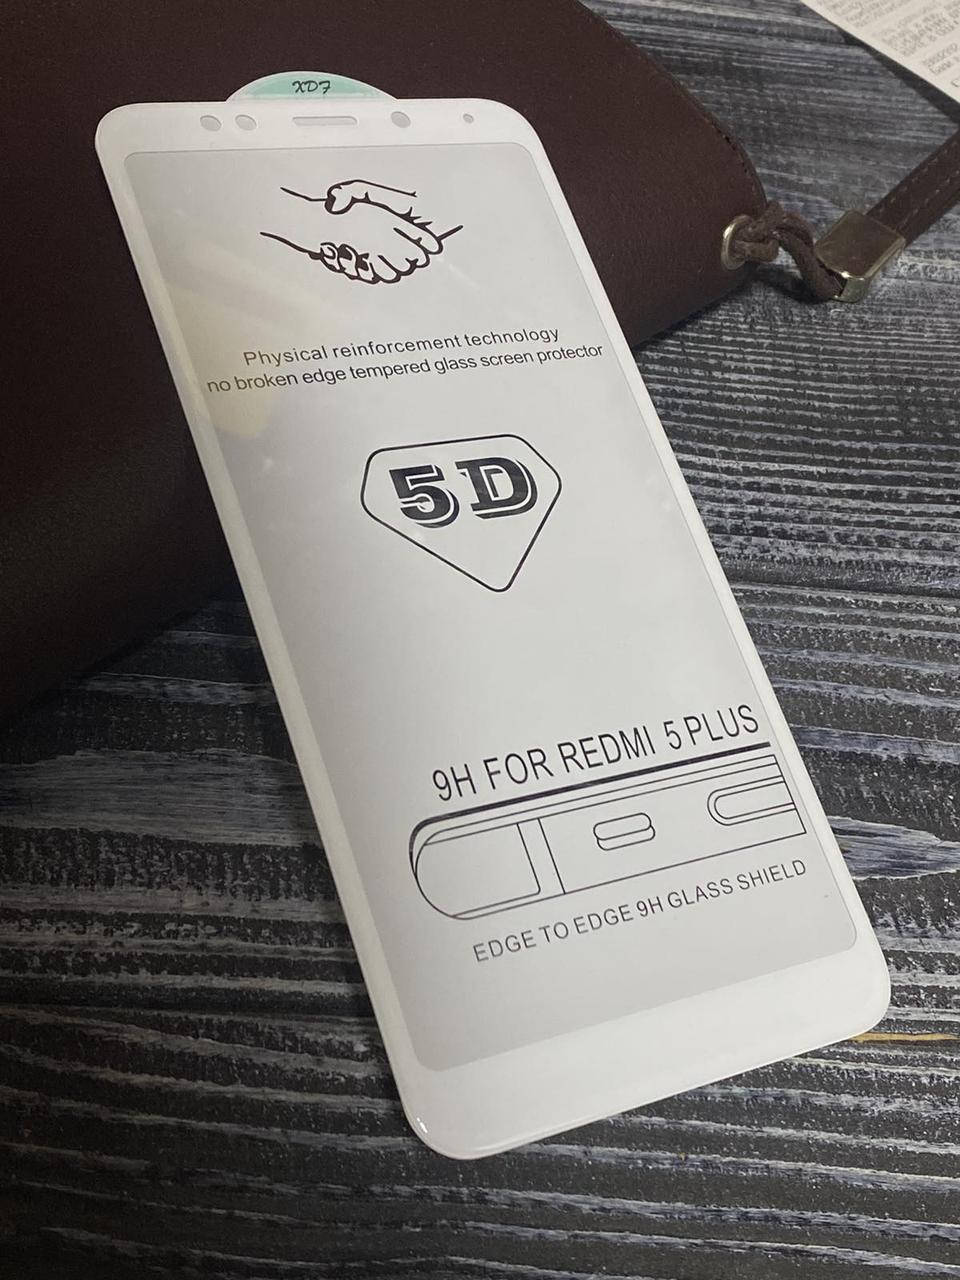 XDF
Physical reinforcement technology
no broken edge tempered glass screen protector
5D
9H FOR REDMI 5 PLUS
EDGE TO EDGE 9H GLASS SHIELD